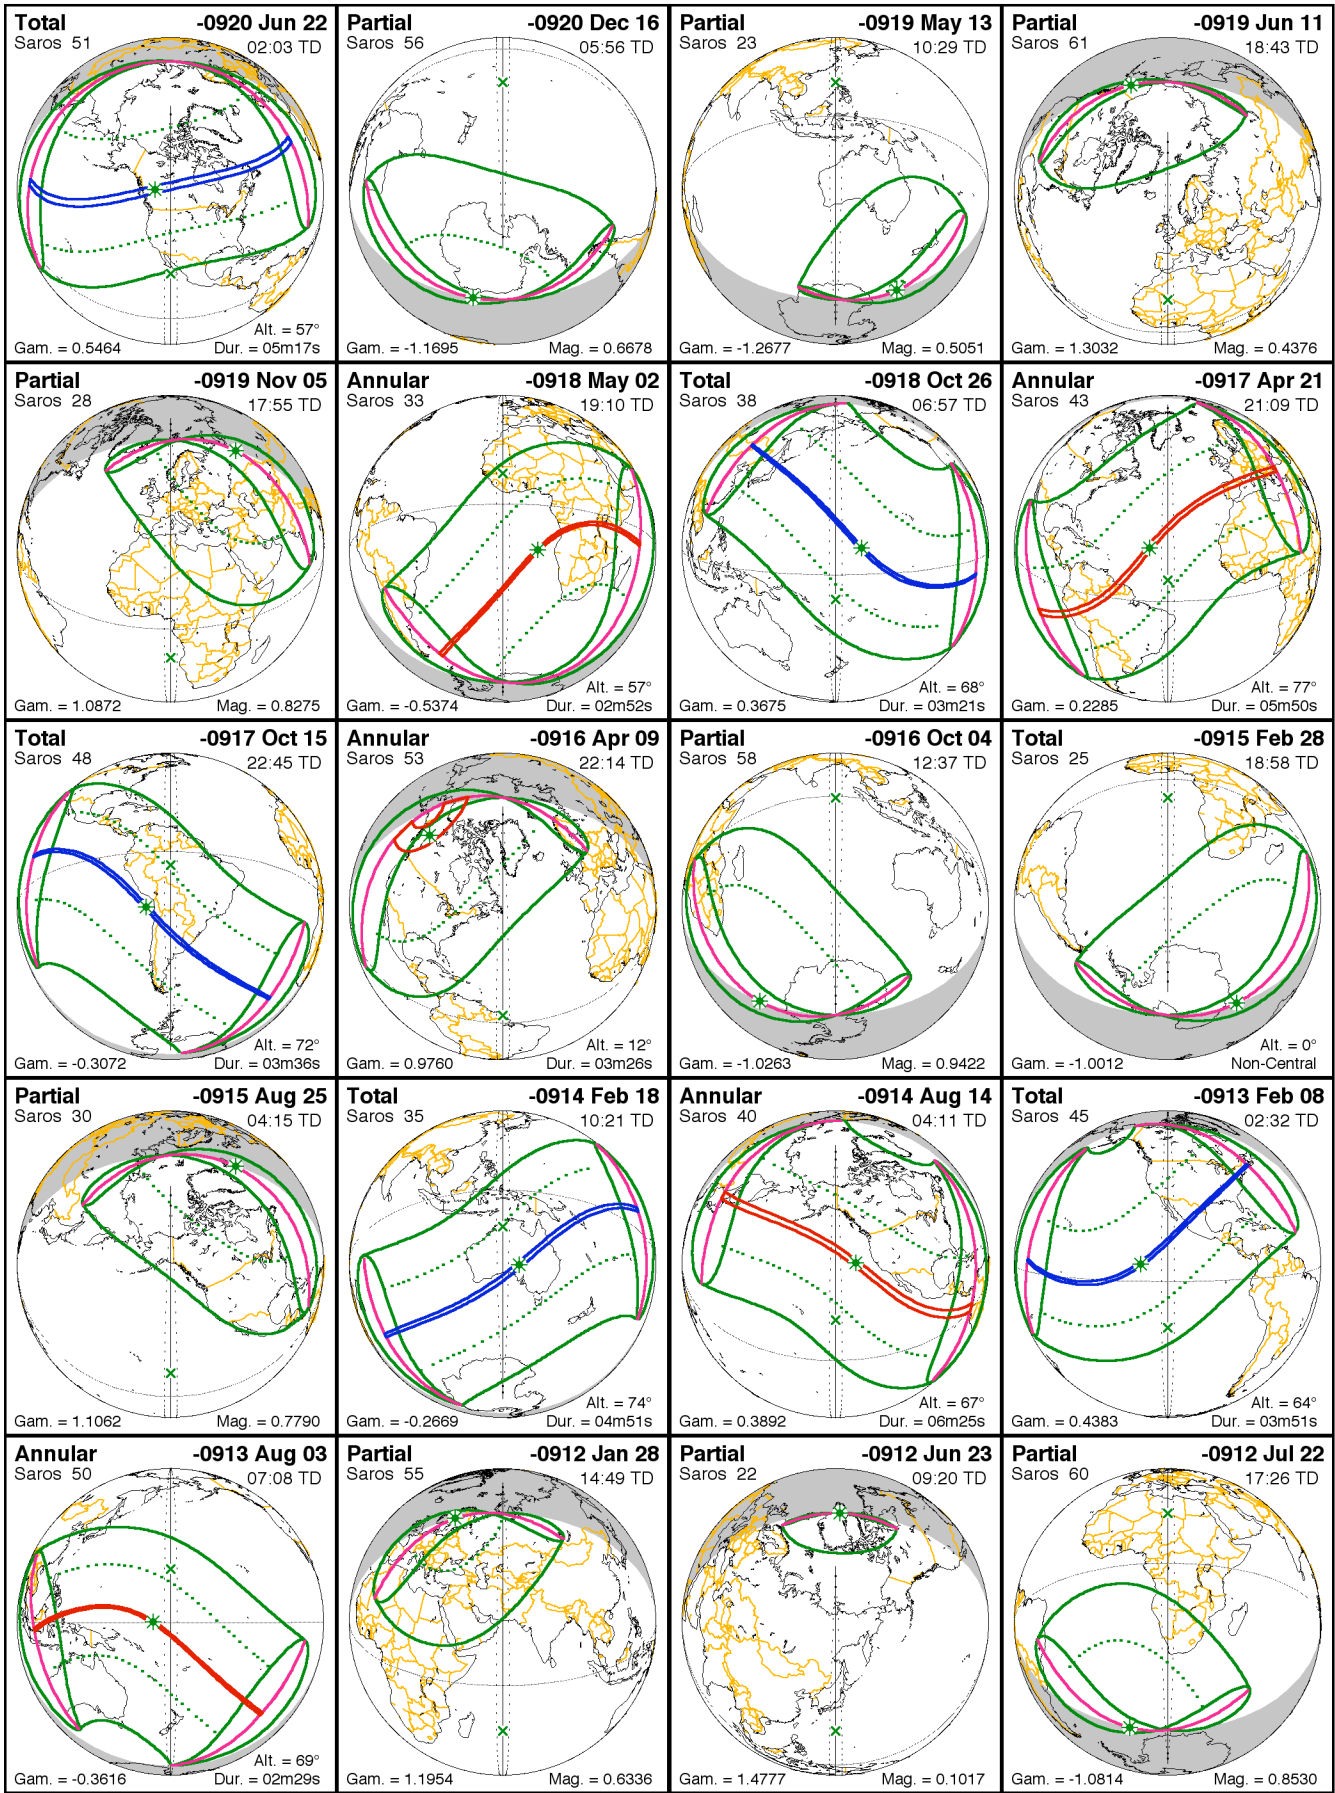 Total -0920 Jun 22
Saros 51 02:03 TD
Alt. = 57°
Gam. = 0.5464 Dur. = 05m17s
Partial -0920 Dec 16
Saros 56 05:56 TD
Gam. = -1.1695 Mag. = 0.6678
Partial -0919 May 13
Saros 23 10:29 TD
Gam. = -1.2677 Mag. = 0.5051
Partial -0919 Jun 11
Saros 61 18:43 TD
Gam. = 1.3032 Mag. = 0.4376
Partial -0919 Nov 05
Saros 28 17:55 TD
Gam. = 1.0872 Mag. = 0.8275
Annular -0918 May 02
Saros 33 19:10 TD
Alt. = 57°
Gam. = -0.5374 Dur. = 02m52s
Total -0918 Oct 26
Saros 38 06:57 TD
Alt. = 68°
Gam. = 0.3675 Dur. = 03m21s
Annular -0917 Apr 21
Saros 43 21:09 TD
Alt. = 77°
Gam. = 0.2285 Dur. = 05m50s
Total -0917 Oct 15
Saros 48 22:45 TD
Alt. = 72°
Gam. = -0.3072 Dur. = 03m36s
Annular -0916 Apr 09
Saros 53 22:14 TD
Alt. = 12°
Gam. = 0.9760 Dur. = 03m26s
Partial -0916 Oct 04
Saros 58 12:37 TD
Gam. = -1.0263 Mag. = 0.9422
Total -0915 Feb 28
Saros 25 18:58 TD
Alt. = 0°
Gam. = -1.0012 Non-Central
Partial -0915 Aug 25
Saros 30 04:15 TD
Gam. = 1.1062 Mag. = 0.7790
Total -0914 Feb 18
Saros 35 10:21 TD
Alt. = 74°
Gam. = -0.2669 Dur. = 04m51s
Annular -0914 Aug 14
Saros 40 04:11 TD
Alt. = 67°
Gam. = 0.3892 Dur. = 06m25s
Total -0913 Feb 08
Saros 45 02:32 TD
Alt. = 64°
Gam. = 0.4383 Dur. = 03m51s
Annular -0913 Aug 03
Saros 50 07:08 TD
Alt. = 69°
Gam. = -0.3616 Dur. = 02m29s
Partial -0912 Jan 28
Saros 55 14:49 TD
Gam. = 1.1954 Mag. = 0.6336
Partial -0912 Jun 23
Saros 22 09:20 TD
Gam. = 1.4777 Mag. = 0.1017
Partial -0912 Jul 22
Saros 60 17:26 TD
Gam. = -1.0814 Mag. = 0.8530